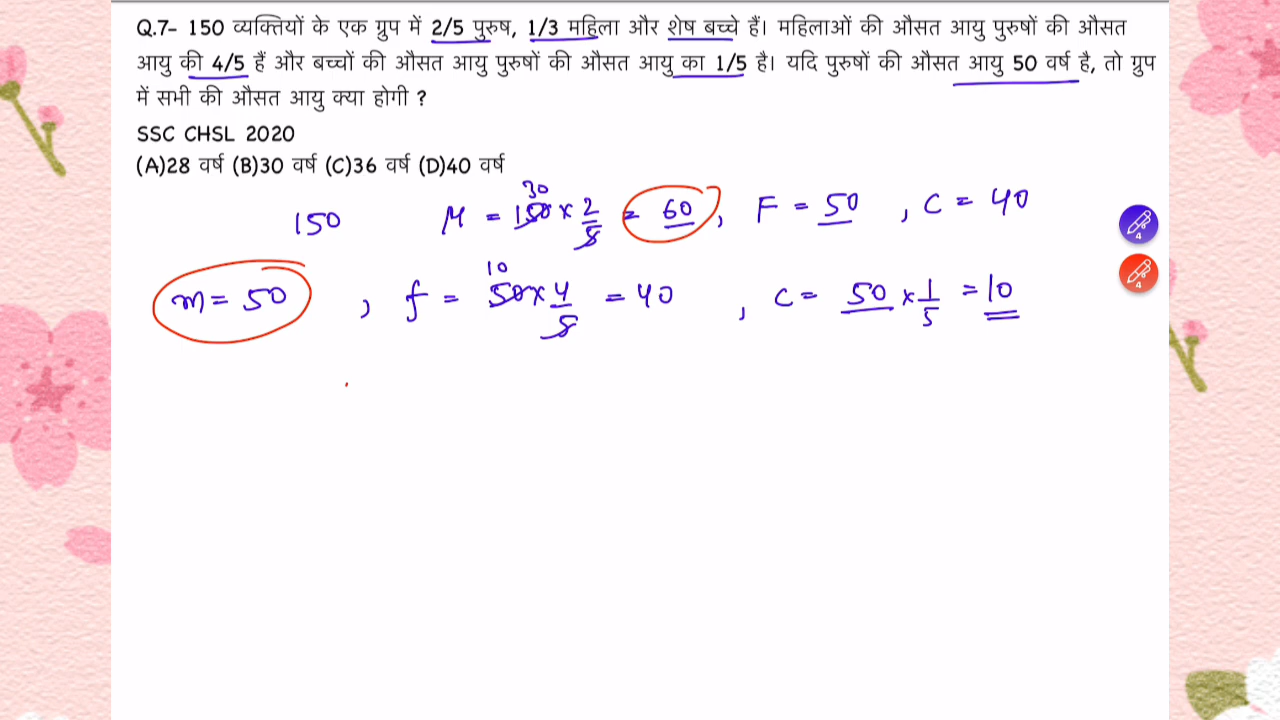 Q.7- 150 व्यक्तियों के एक ग्रुप में 2/5 पुरुष, 1/3 महिला और शेष बच्चे हैं। महिलाओं की औसत आयु पुरुषों की औसत
आयु की 4/5 हैं और बच्चों की औसत आयु पुरुषों की औसत आयु का 1/5 है। यदि पुरुषों की औसत आयु 50 वर्ष है, तो ग्रुप
में सभी की औसत आयु क्या होगी ?
SSC CHSL 2020
(A)28 वर्ष (B)30 वर्ष (C)36 वर्ष (D)40 वर्ष
30
150 M = 150 × 2/5 = 60, F = 50, C = 40
10
m = 50, f = 50 × 4/5 = 40, C = 50 × 1/5 = 10
4
4